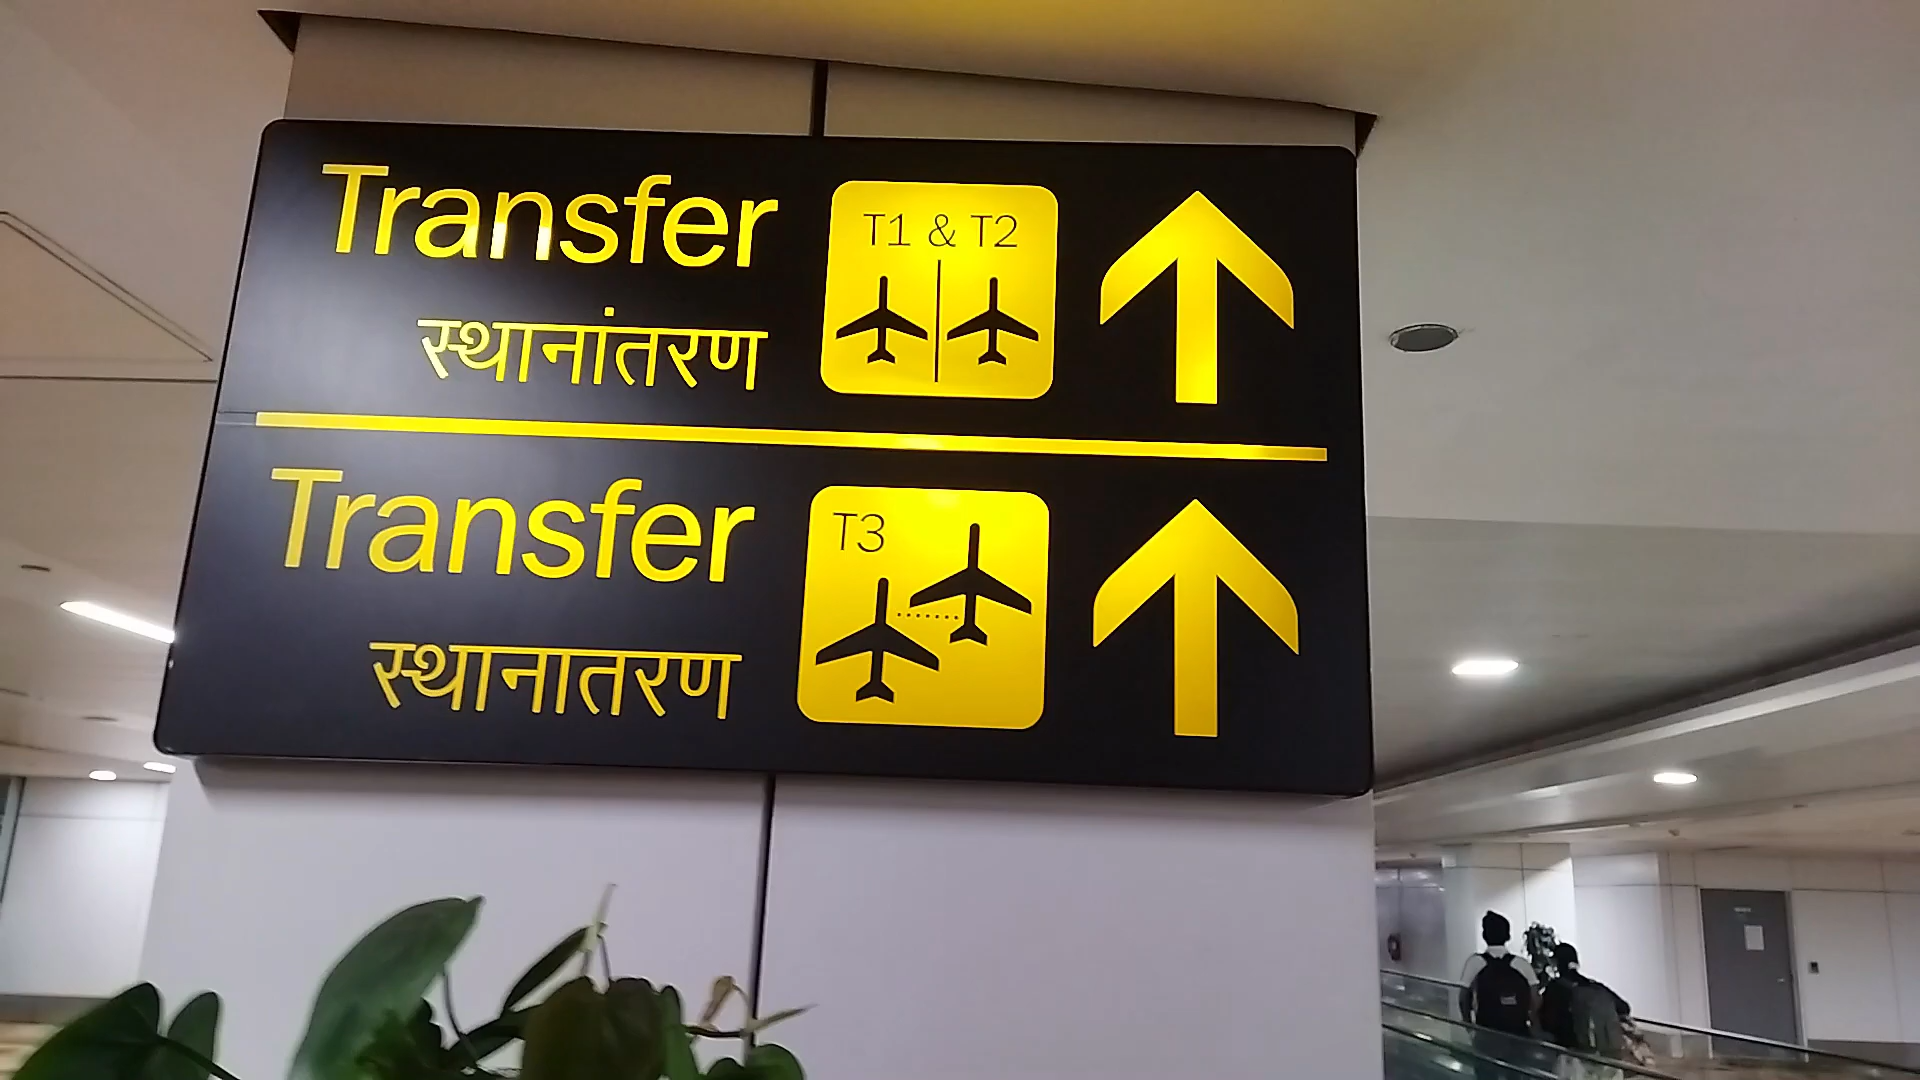 Transfer
स्थानांतरण
T1 & T2
Transfer
स्थानातरण
T3